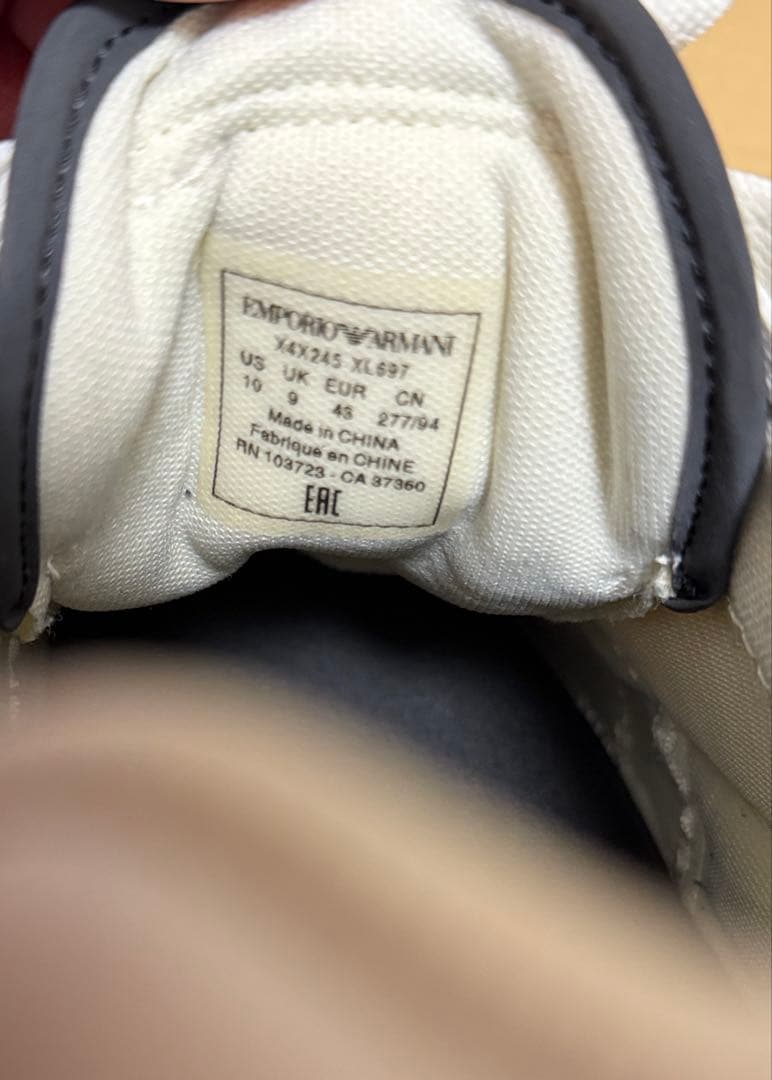 EMPORIO ARMANI
X4X245 XL697
US UK EUR CN
10 9 43 277/94
Made in CHINA
Fabriqué en CHINE
RN 103723 - CA 37360
EAC